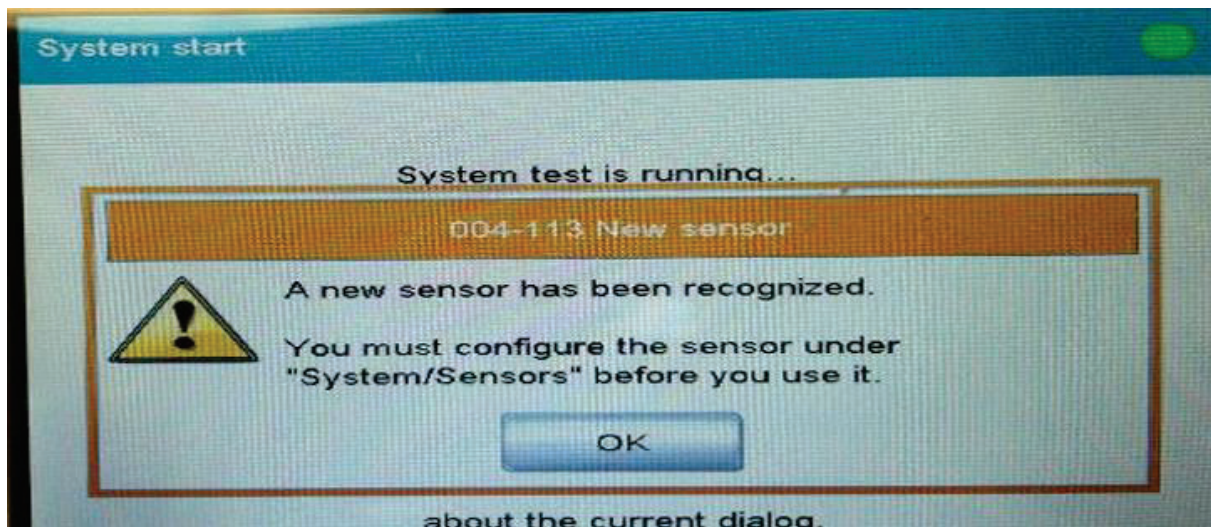 System start
System test is running...
004-113 New sensor
A new sensor has been recognized.
You must configure the sensor under
"System/Sensors" before you use it.
OK
about the current dialog.